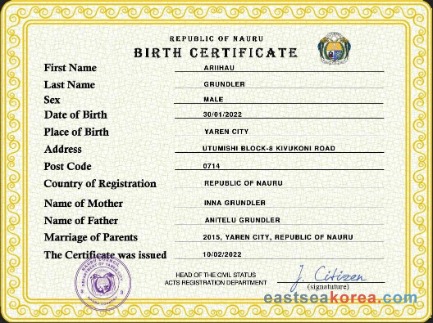 REPUBLIC OF NAURU
BIRTH CERTIFICATE
First Name ARIIHAU
Last Name GRUNDLER
Sex MALE
Date of Birth 30/01/2022
Place of Birth YAREN CITY
Address UTUMISHI BLOCK-8 KIVUKONI ROAD
Post Code 0714
Country of Registration REPUBLIC OF NAURU
Name of Mother INNA GRUNDLER
Name of Father ANITELU GRUNDLER
Marriage of Parents 2015, YAREN CITY, REPUBLIC OF NAURU
The Certificate was issued 10/02/2022
HEAD OF THE CIVIL STATUS
ACTS REGISTRATION DEPARTMENT
J. Citizen
(signatuture)
eastseakorea.com